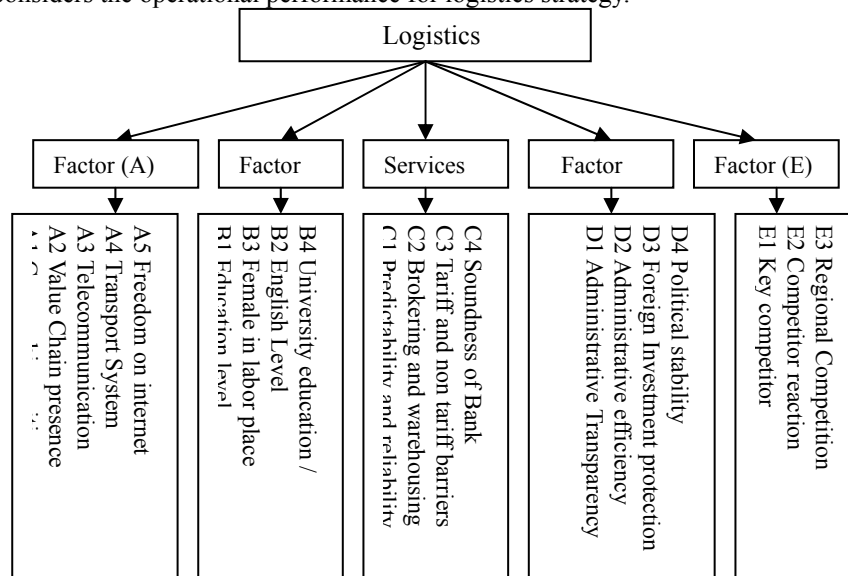 considers the operational performance for logistics strategy.
Logistics
Factor (A)
Factor
Services
Factor
Factor (E)
A5 Freedom on internet
A4 Transport System
A3 Telecommunication
A2 Value Chain presence
B4 University education /
B2 English Level
B3 Female in labor place
B1 Education level
C4 Soundness of Bank
C3 Tariff and non tariff barriers
C2 Brokering and warehousing
C1 Predictability and reliability
D4 Political stability
D3 Foreign Investment protection
D2 Administrative efficiency
D1 Administrative Transparency
E3 Regional Competition
E2 Competitor reaction
E1 Key competitor